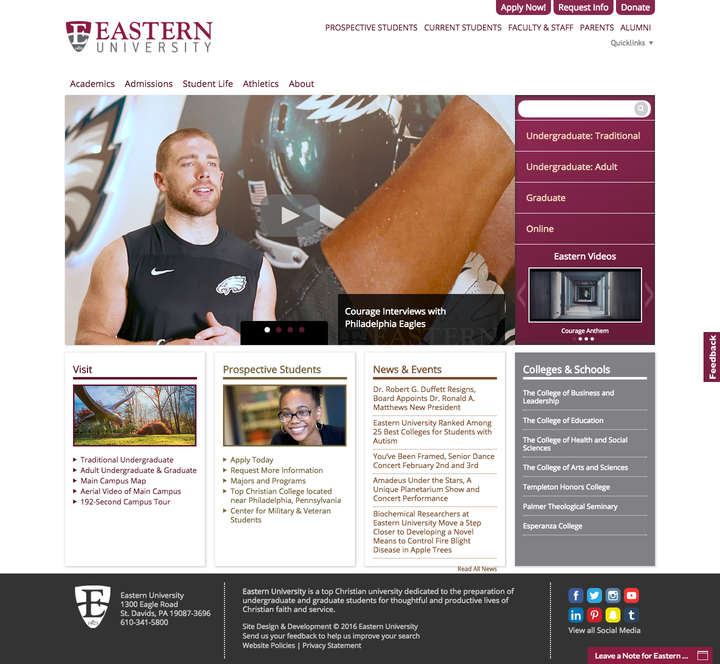 Apply Now!
Request Info
Donate
EASTERN
UNIVERSITY
PROSPECTIVE STUDENTS
CURRENT STUDENTS
FACULTY & STAFF
PARENTS
ALUMNI
Quicklinks
Academics
Admissions
Student Life
Athletics
About
Courage Interviews with
Philadelphia Eagles
EASTERN
Undergraduate: Traditional
Undergraduate: Adult
Graduate
Online
Eastern Videos
Courage Anthem
Feedback
Visit
Traditional Undergraduate
Adult Undergraduate & Graduate
Main Campus Map
Aerial Video of Main Campus
192-Second Campus Tour
Prospective Students
Apply Today
Request More Information
Majors and Programs
Top Christian College located
near Philadelphia, Pennsylvania
Center for Military & Veteran
Students
News & Events
Dr. Robert G. Duffett Resigns,
Board Appoints Dr. Ronald A.
Matthews New President
Eastern University Ranked Among
25 Best Colleges for Students with
Autism
You've Been Framed, Senior Dance
Concert February 2nd and 3rd
Amadeus Under the Stars, A
Unique Planetarium Show and
Concert Performance
Biochemical Researchers at
Eastern University Move a Step
Closer to Developing a Novel
Means to Control Fire Blight
Disease in Apple Trees
Read All News
Colleges & Schools
The College of Business and
Leadership
The College of Education
The College of Health and Social
Sciences
The College of Arts and Sciences
Templeton Honors College
Palmer Theological Seminary
Esperanza College
Eastern University
1300 Eagle Road
St. Davids, PA 19087-3696
610-341-5800
Eastern University is a top Christian university dedicated to the preparation of
undergraduate and graduate students for thoughtful and productive lives of
Christian faith and service.
Site Design & Development © 2016 Eastern University
Send us your feedback to help us improve your search
Website Policies | Privacy Statement
View all Social Media
Leave a Note for Eastern ...